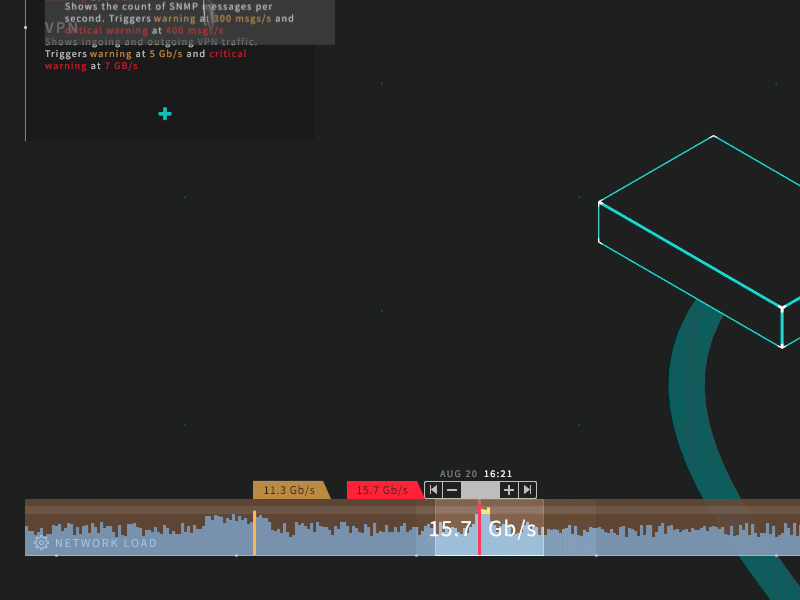 Shows the count of SNMP messages per
second. Triggers warning at 300 msgs/s and
critical warning at 400 msgs/s
VPN
Shows ingoing and outgoing VPN traffic.
Triggers warning at 5 Gb/s and critical
warning at 7 GB/s
AUG 20 16:21
11.3 Gb/s
15.7 Gb/s
15.7 Gb/s
NETWORK LOAD